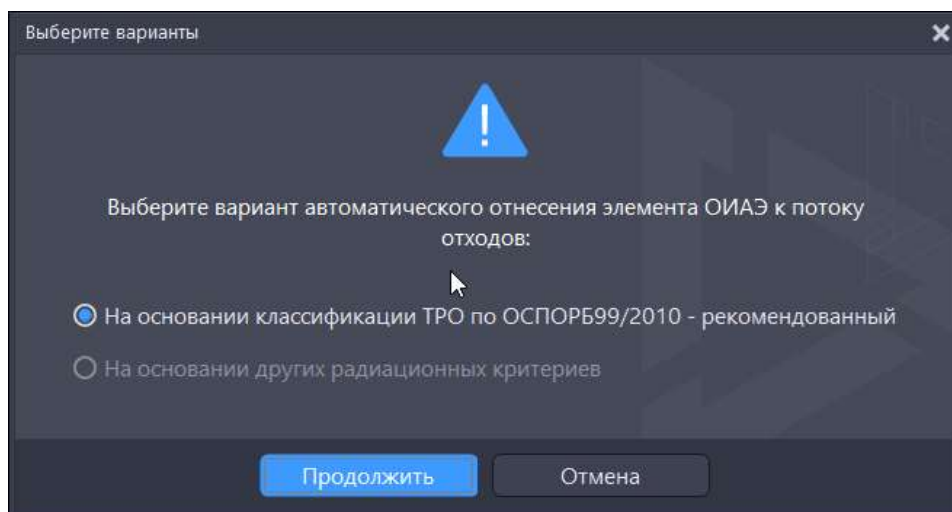 Выберите варианты
Выберите вариант автоматического отнесения элемента ОИАЭ к потоку
отходов:
На основании классификации ТРО по ОСПОРБ99/2010 - рекомендованный
На основании других радиационных критериев
Продолжить Отмена